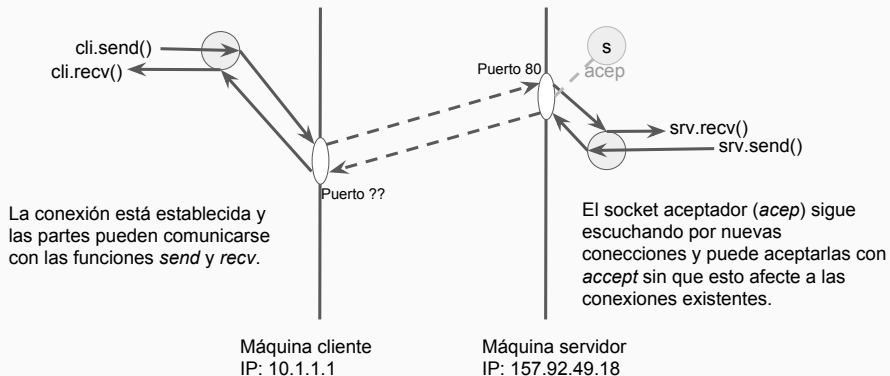 cli.send()
cli.recv()
Puerto ??
Puerto 80
s
acep
srv.recv()
srv.send()
La conexión está establecida y
las partes pueden comunicarse
con las funciones send y recv.
El socket aceptador (acep) sigue
escuchando por nuevas
conecciones y puede aceptarlas con
accept sin que esto afecte a las
conexiones existentes.
Máquina cliente
IP: 10.1.1.1
Máquina servidor
IP: 157.92.49.18